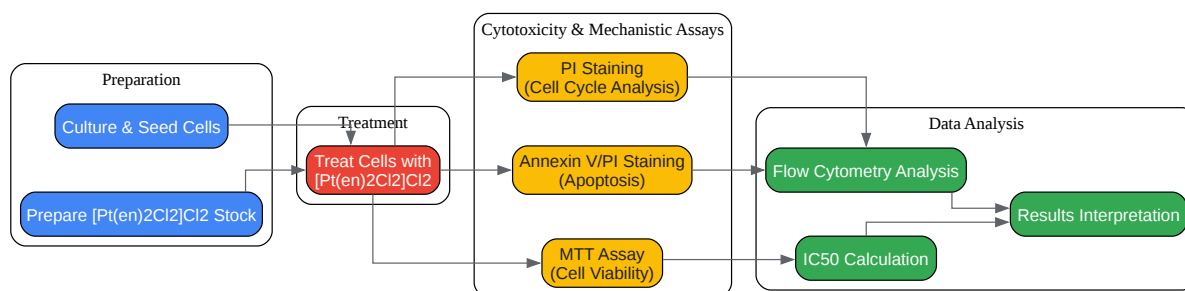 Preparation
Culture & Seed Cells
Prepare [Pt(en)2Cl2]Cl2 Stock
Treatment
Treat Cells with
[Pt(en)2Cl2]Cl2
Cytotoxicity & Mechanistic Assays
PI Staining
(Cell Cycle Analysis)
Annexin V/PI Staining
(Apoptosis)
MTT Assay
(Cell Viability)
Data Analysis
Flow Cytometry Analysis
IC50 Calculation
Results Interpretation